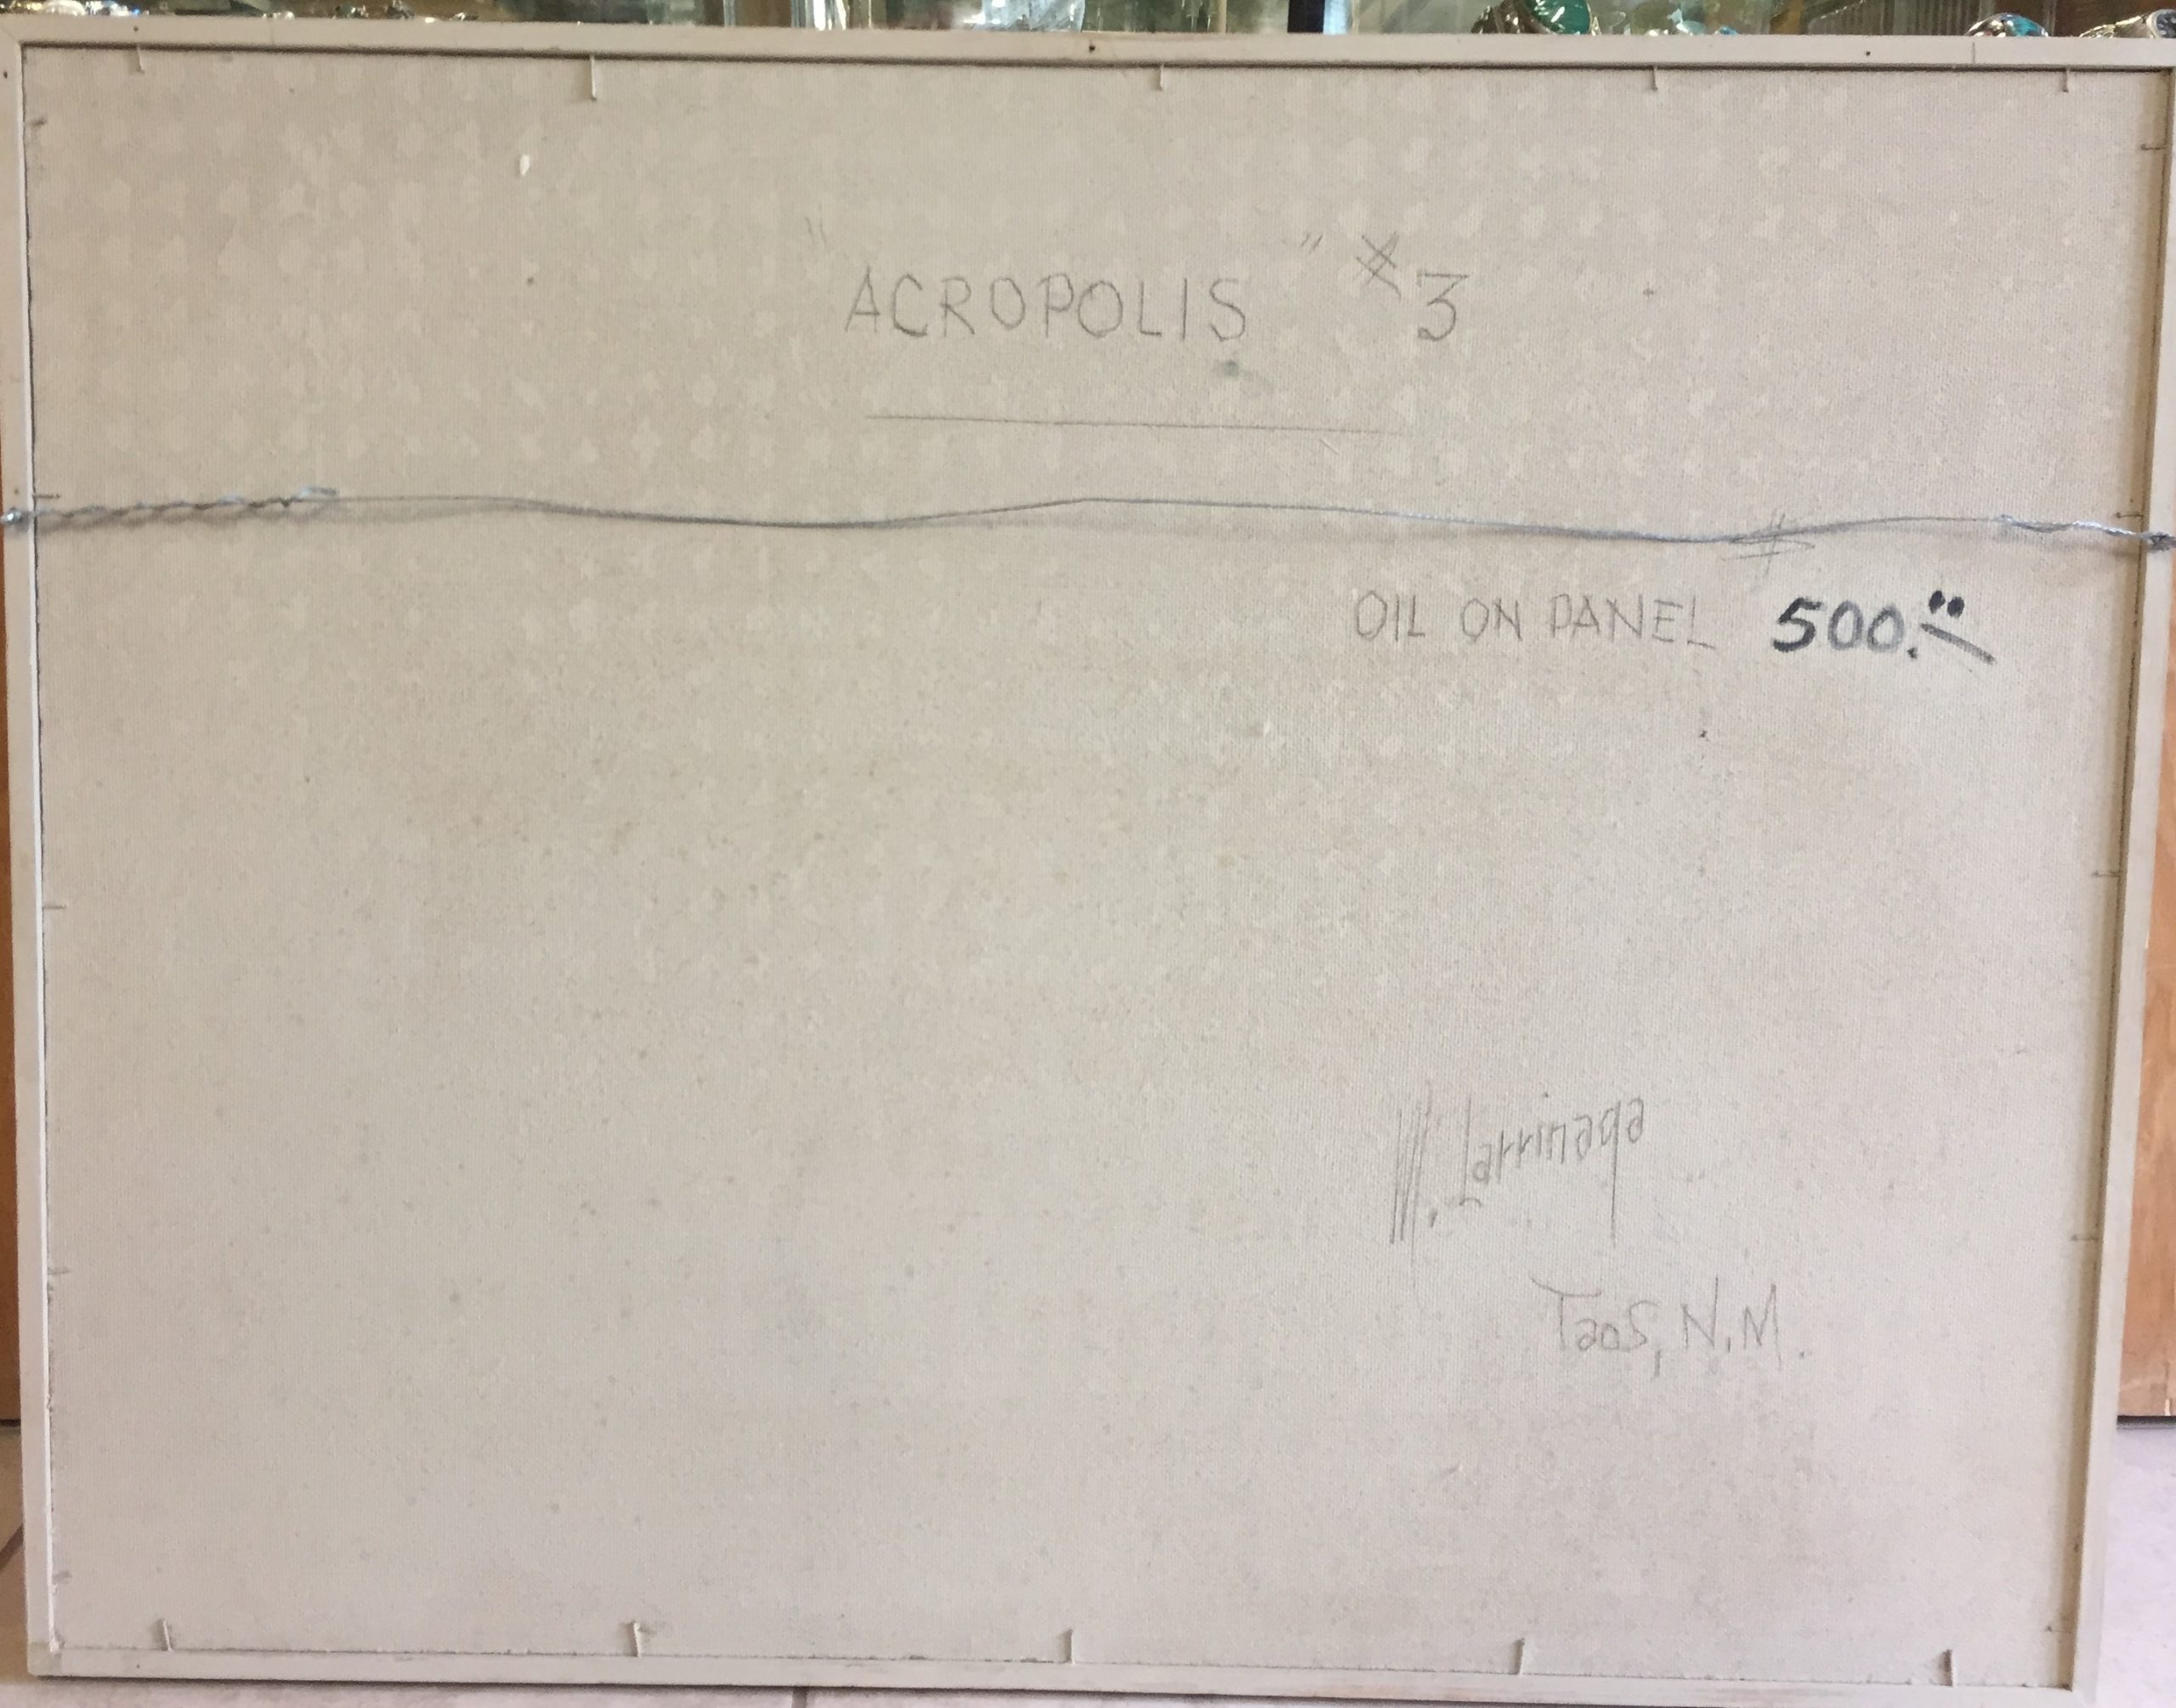 "ACROPOLIS" #3
OIL ON PANEL 500.
M. Larrinaga
Taos, N.M.